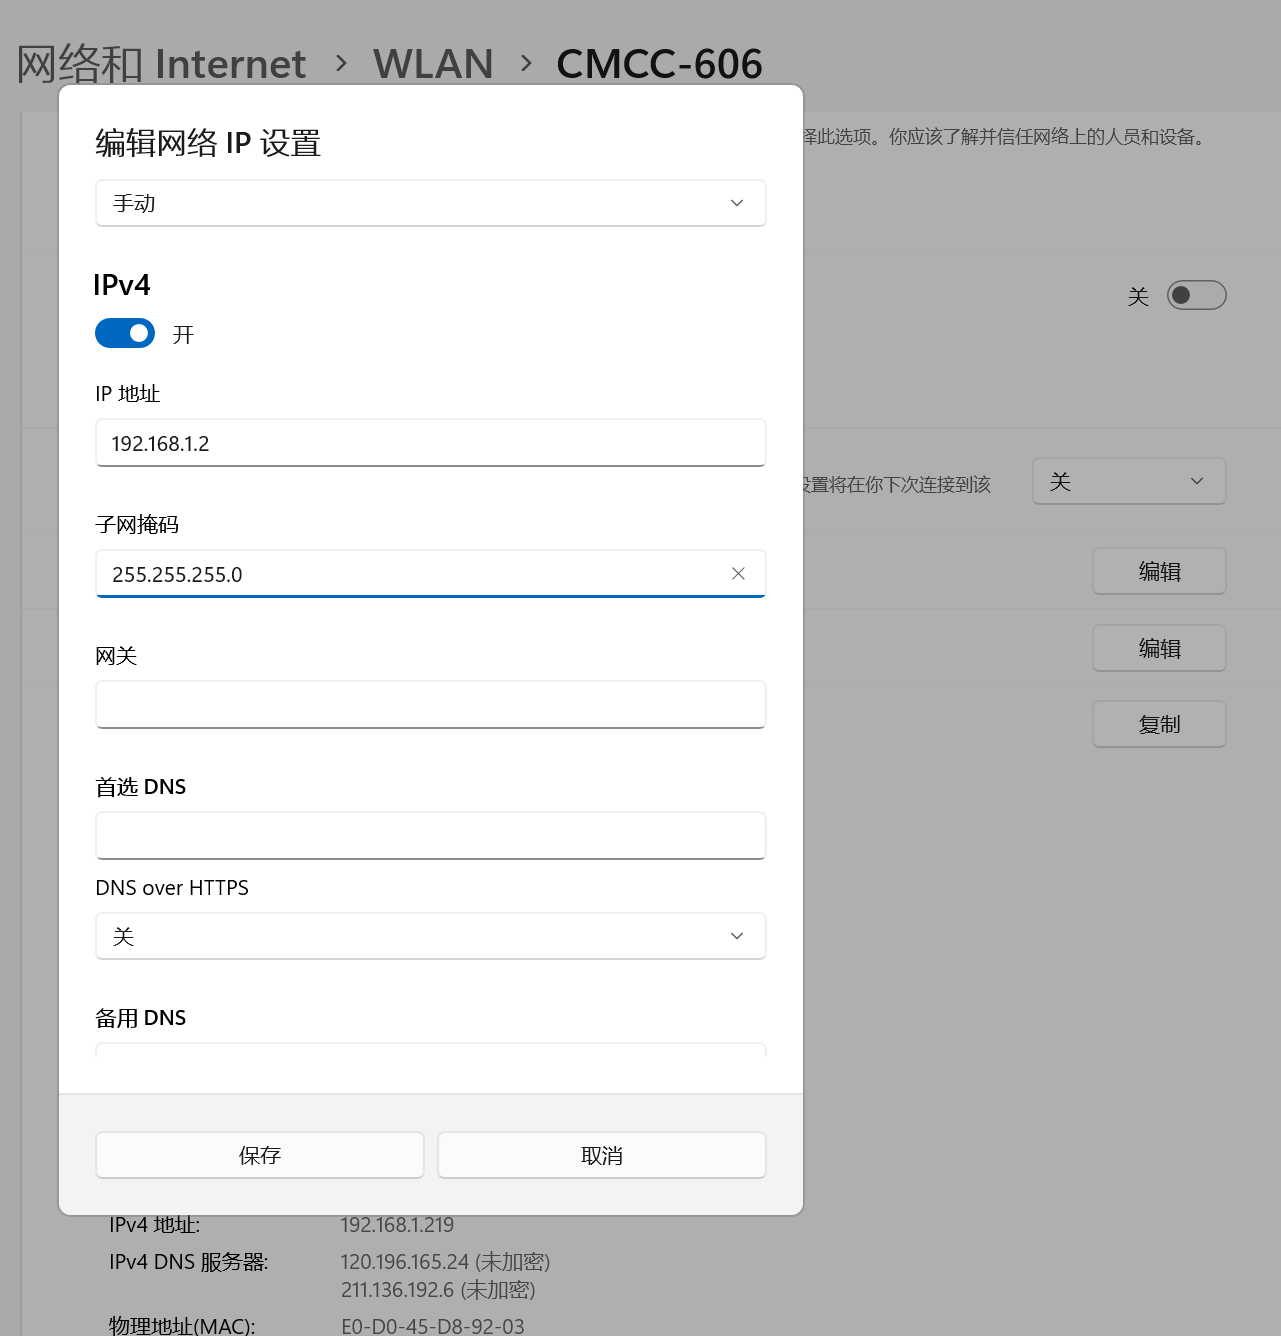 网络和 Internet > WLAN > CMCC-606
编辑网络 IP 设置
择此选项。你应该了解并信任网络上的人员和设备。
手动
IPv4
开
关
IP 地址
192.168.1.2
设置将在你下次连接到该
关
子网掩码
255.255.255.0
编辑
网关
编辑
复制
首选 DNS
DNS over HTTPS
关
备用 DNS
保存
取消
IPv4 地址: 192.168.1.219
IPv4 DNS 服务器: 120.196.165.24 (未加密)
211.136.192.6 (未加密)
物理地址(MAC): E0-D0-45-D8-92-03